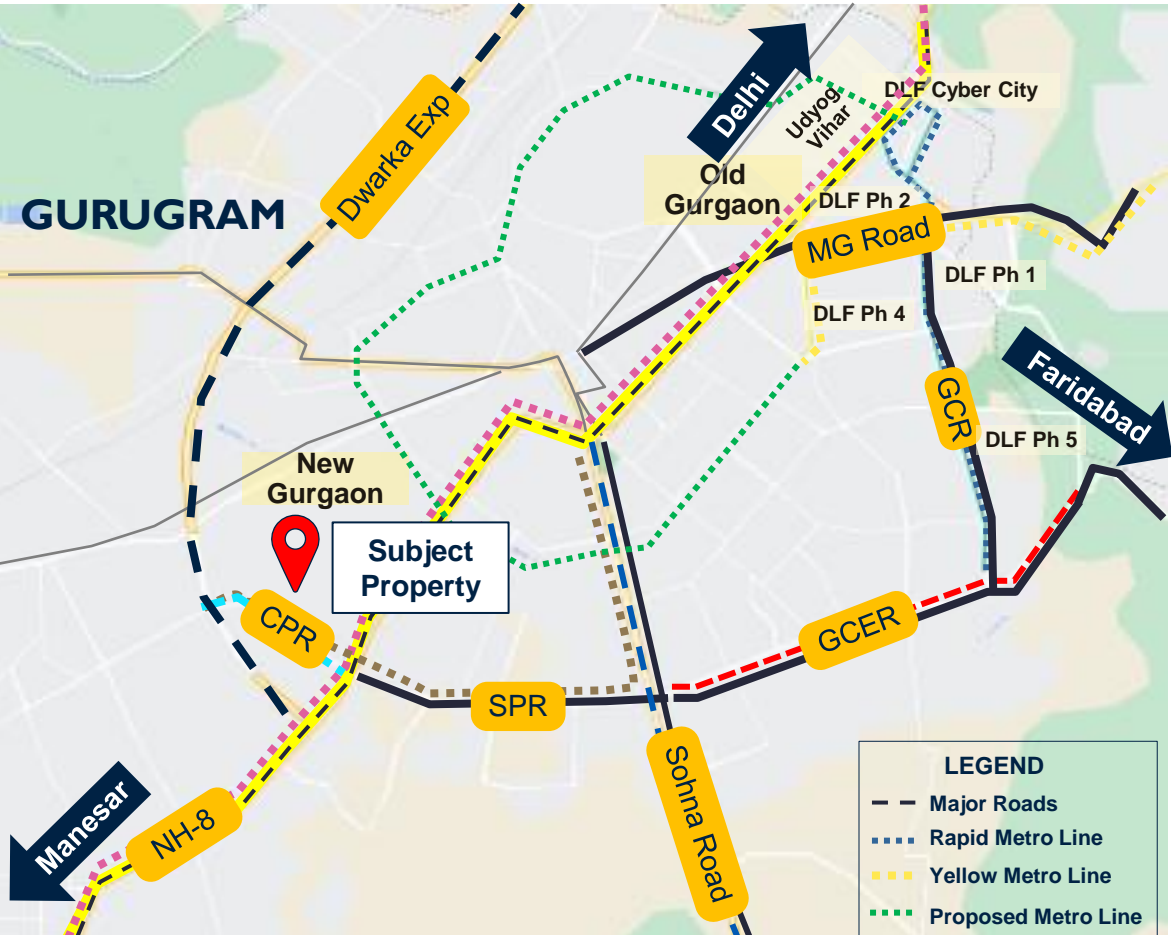 Delhi
DLF Cyber City
Udyog
Vihar
Dwarka Exp
Old
Gurgaon
GURUGRAM
DLF Ph 2
MG Road
DLF Ph 1
DLF Ph 4
Faridabad
GCR
DLF Ph 5
New
Gurgaon
Subject
Property
CPR
GCER
SPR
Sohna Road
NH-8
Manesar
LEGEND
Major Roads
Rapid Metro Line
Yellow Metro Line
Proposed Metro Line